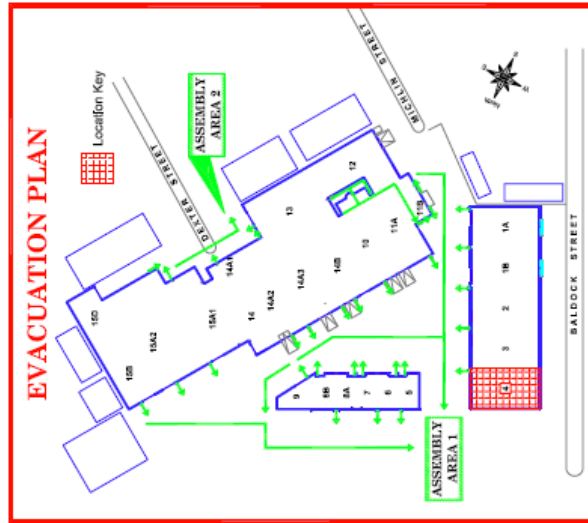 EVACUATION PLAN
Location Key
DEXTER STREET
ASSEMBLY
AREA 2
MICHLIN STREET
North
E
S
W
15D
15A2
15B
15A1
14A1
14
14A2
14A3
14B
13
12
10
11A
11B
9
8B
8A
7
6
5
ASSEMBLY
AREA 1
4
3
2
1B
1A
BALDOCK STREET